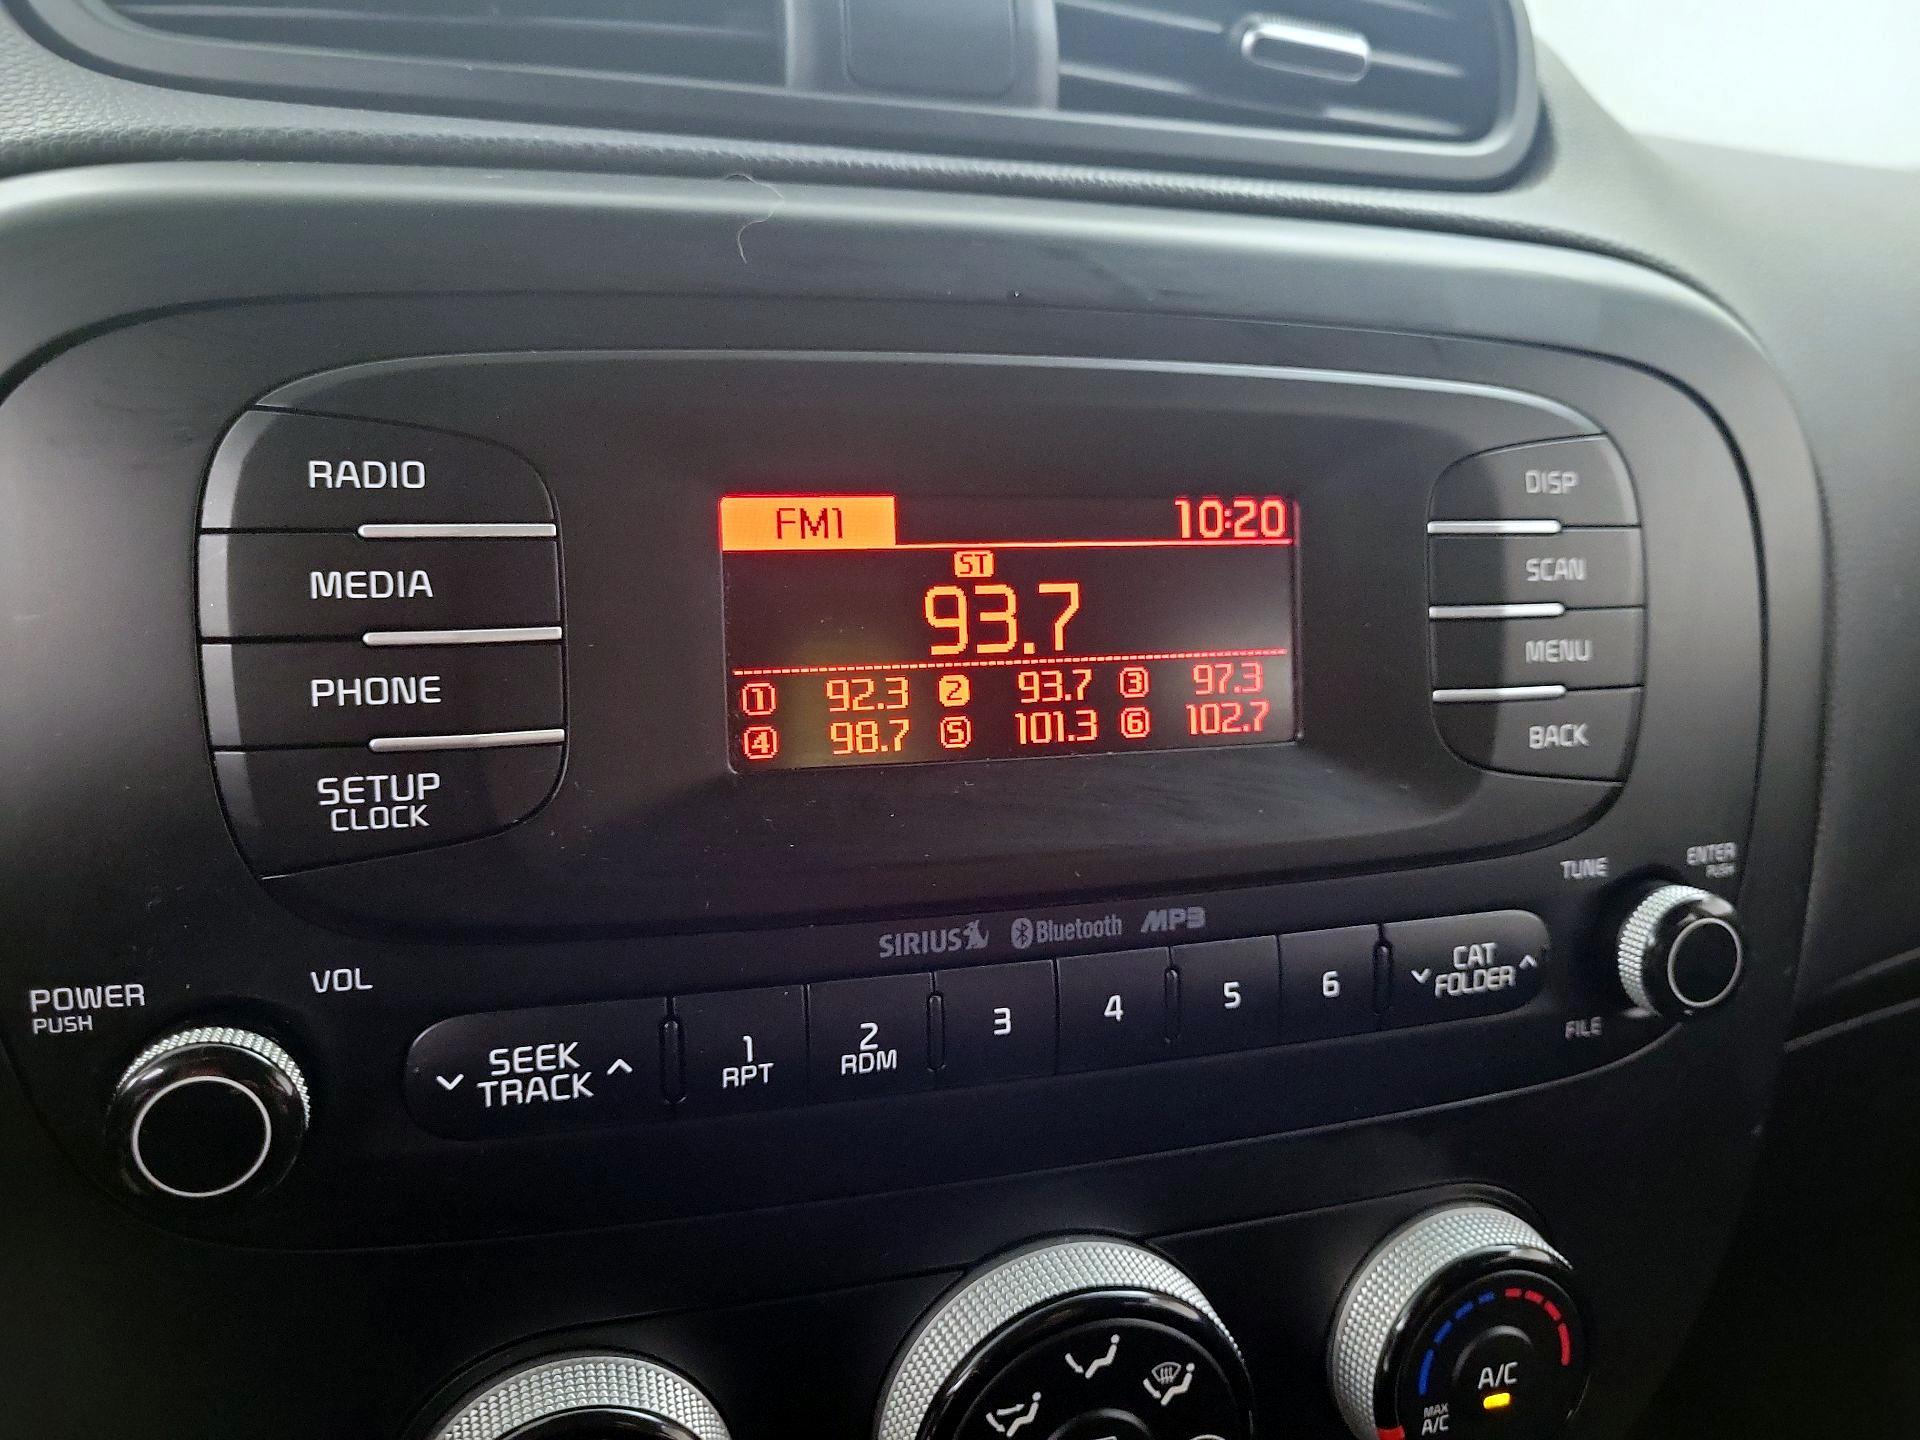 RADIO
MEDIA
PHONE
SETUP
CLOCK
FM1 10:20
ST
93.7
1 92.3 2 93.7 3 97.3
4 98.7 5 101.3 6 102.7
DISP
SCAN
MENU
BACK
TUNE
ENTER
PUSH
FILE
SIRIUS Bluetooth MP3
POWER
PUSH
VOL
SEEK
TRACK
1
RPT
2
RDM
3
4
5
6
CAT
FOLDER
A/C
MAX
A/C